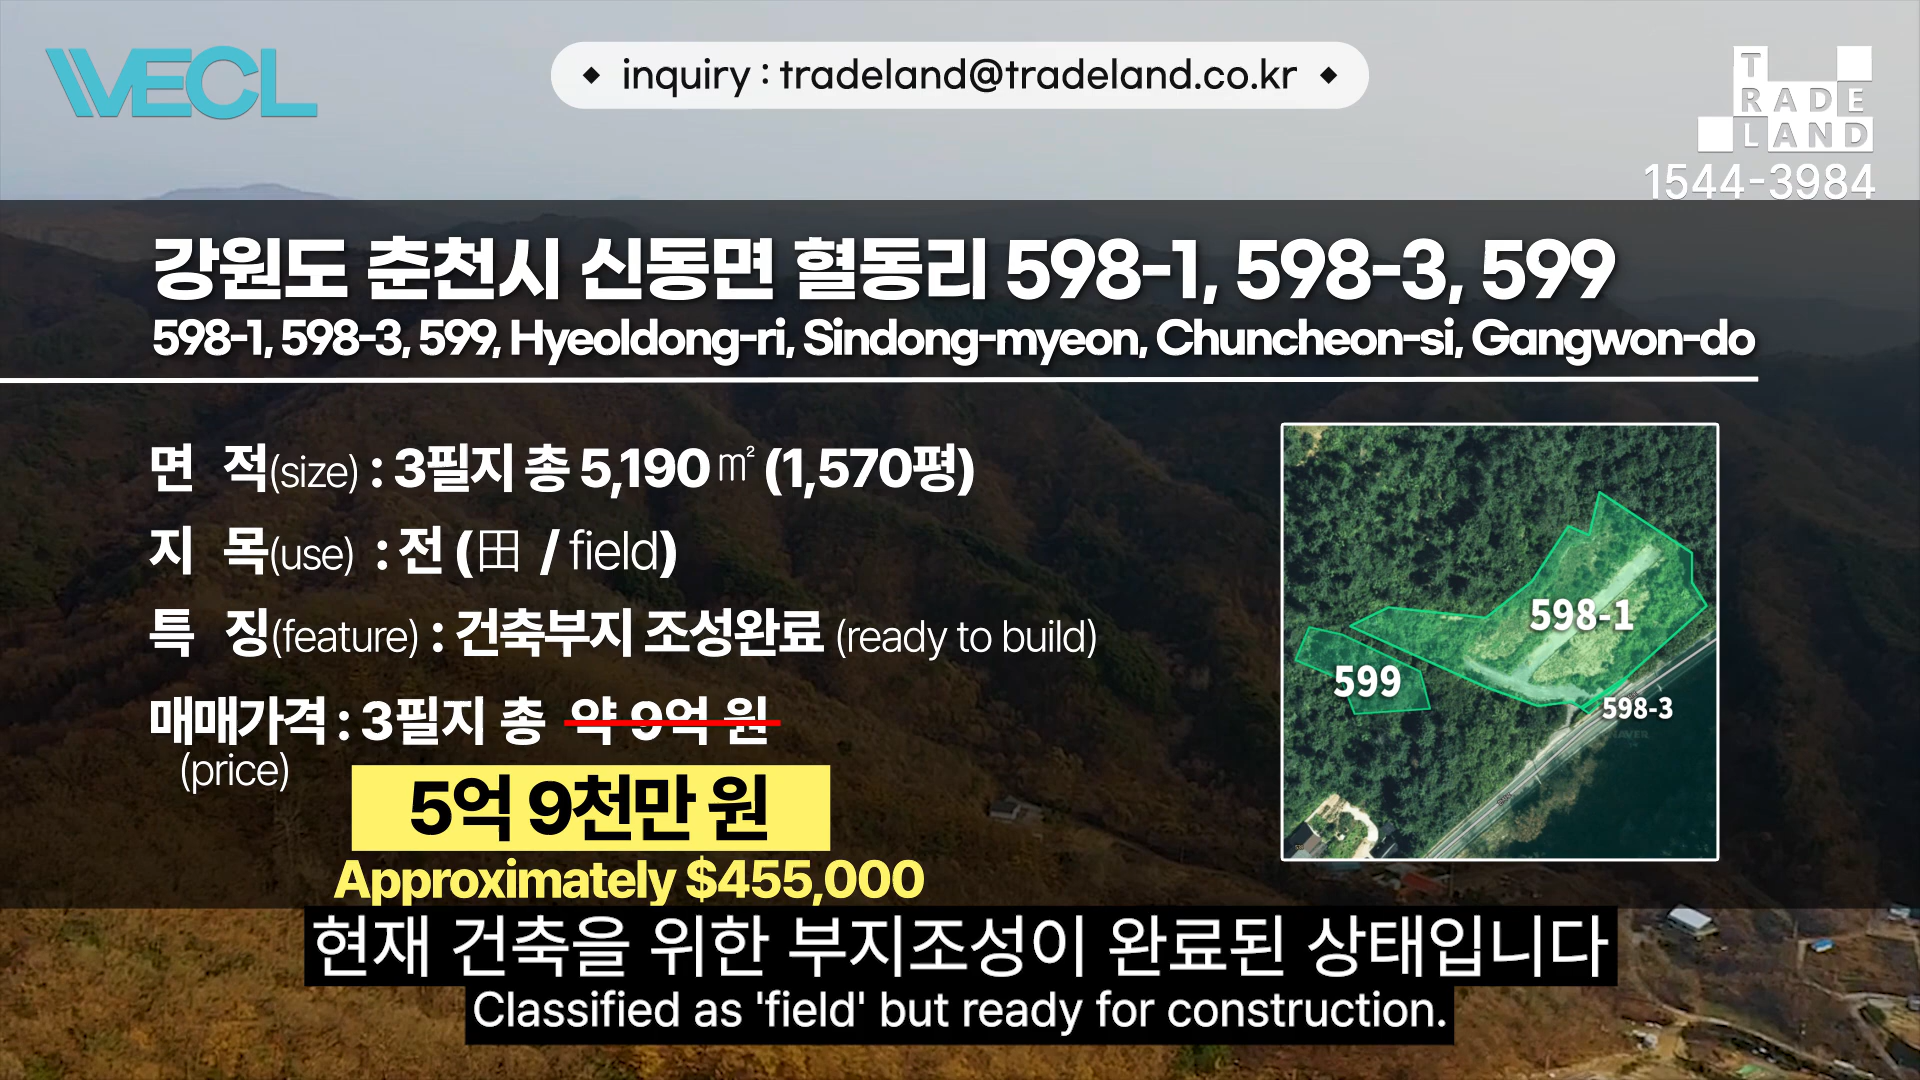 WECL
◆ inquiry : tradeland@tradeland.co.kr ◆
T
RADE
LAND
1544-3984
강원도 춘천시 신동면 혈동리 598-1, 598-3, 599
598-1, 598-3, 599, Hyeoldong-ri, Sindong-myeon, Chuncheon-si, Gangwon-do
면 적(size) : 3필지 총 5,190㎡ (1,570평)
지 목(use) : 전 (田 / field)
특 징(feature) : 건축부지 조성완료 (ready to build)
매매가격 : 3필지 총 약 9억 원
(price)
5억 9천만 원
Approximately $455,000
598-1
599
598-3
NAVER
현재 건축을 위한 부지조성이 완료된 상태입니다
Classified as 'field' but ready for construction.